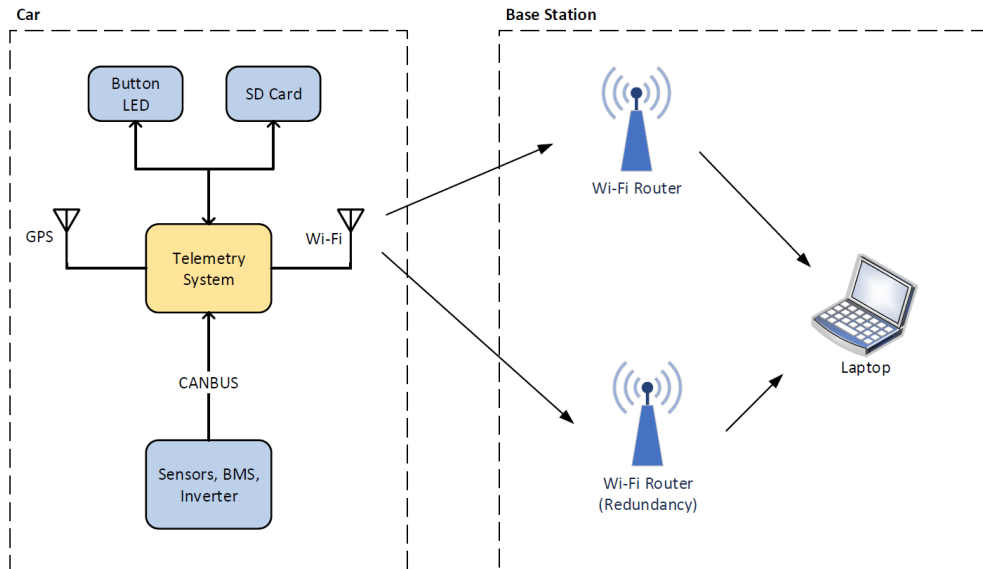 Car
Base Station
Button
LED
SD Card
GPS
Wi-Fi
Telemetry
System
CANBUS
Sensors, BMS,
Inverter
Wi-Fi Router
Wi-Fi Router
(Redundancy)
Laptop